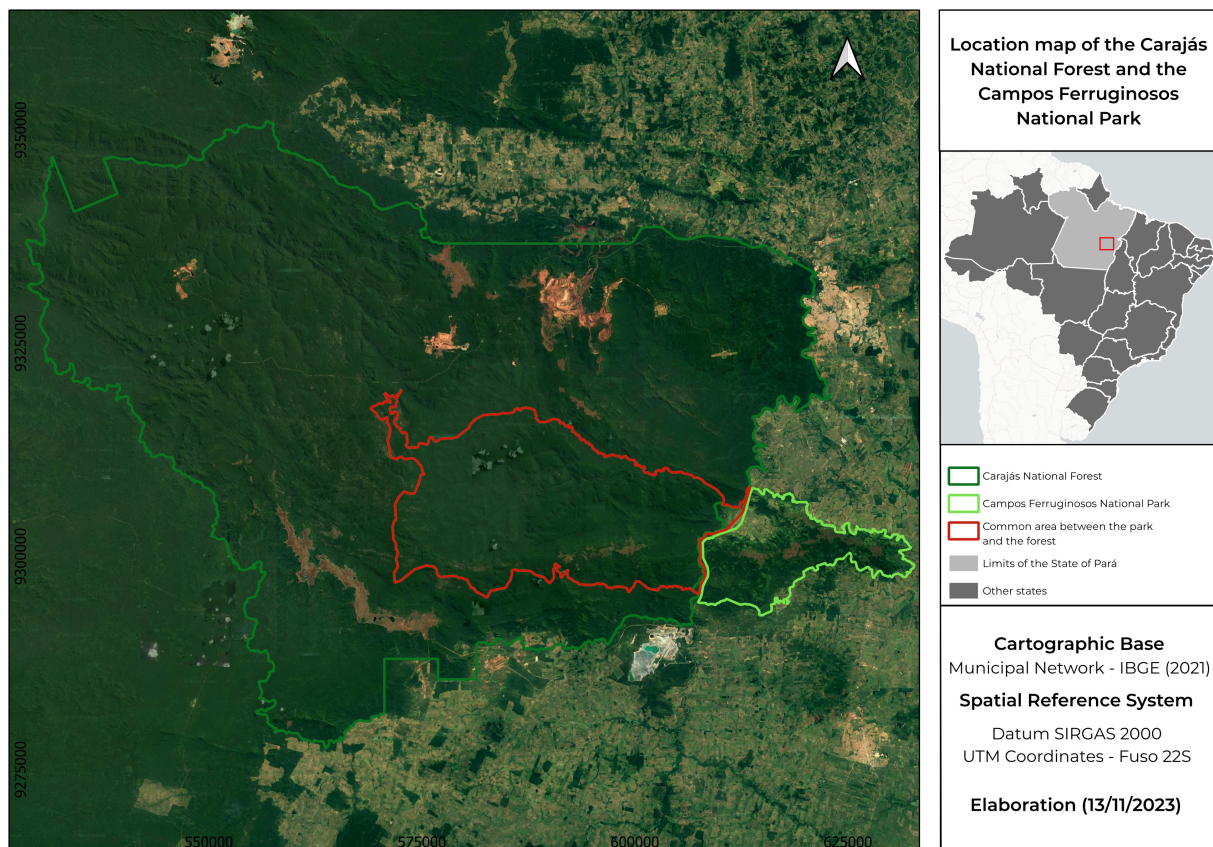 Location map of the Carajás
National Forest and the
Campos Ferruginosos
National Park
9350000
9325000
9300000
9275000
550000
575000
600000
625000
Carajás National Forest
Campos Ferruginosos National Park
Common area between the park
and the forest
Limits of the State of Pará
Other states
Cartographic Base
Municipal Network - IBGE (2021)
Spatial Reference System
Datum SIRGAS 2000
UTM Coordinates - Fuso 22S
Elaboration (13/11/2023)